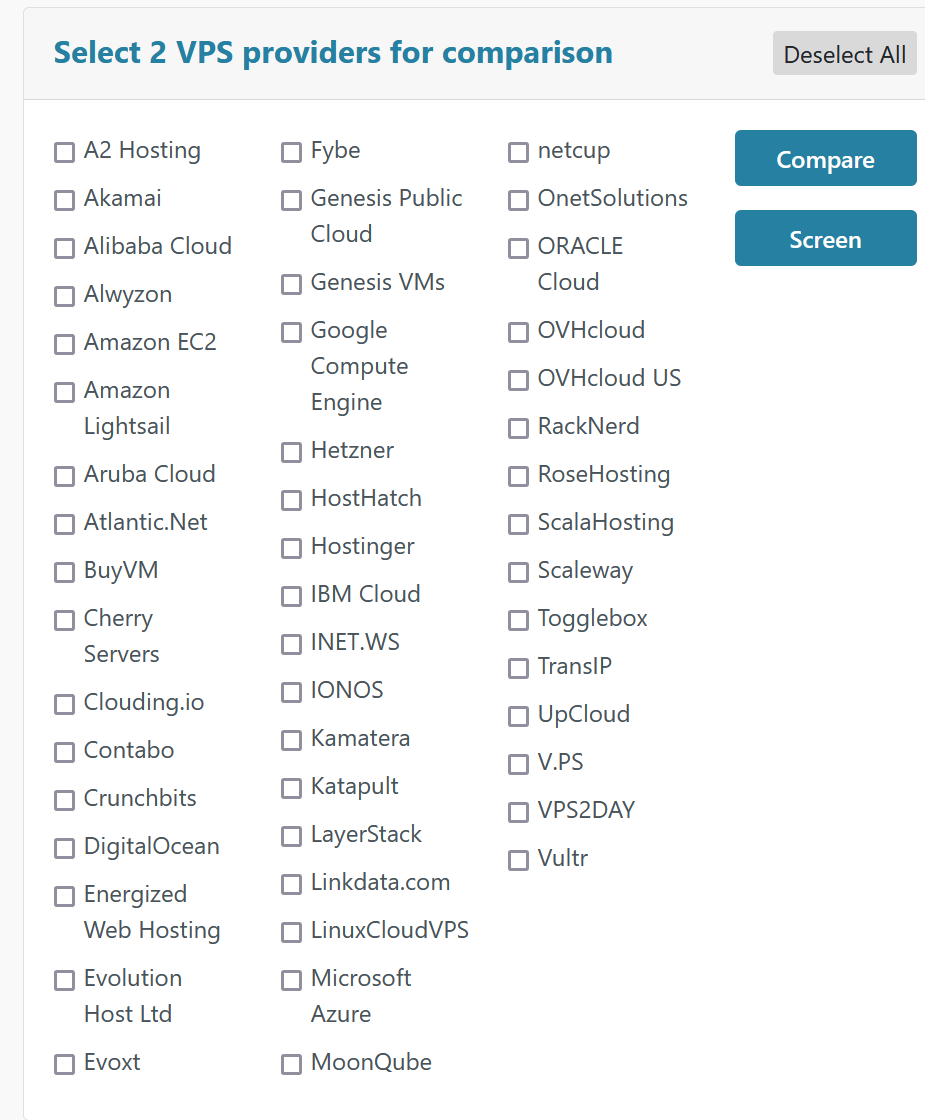 Select 2 VPS providers for comparison
Deselect All
A2 Hosting
Akamai
Alibaba Cloud
Alwyzon
Amazon EC2
Amazon
Lightsail
Aruba Cloud
Atlantic.Net
BuyVM
Cherry
Servers
Clouding.io
Contabo
Crunchbits
DigitalOcean
Energized
Web Hosting
Evolution
Host Ltd
Evoxt
Fybe
Genesis Public
Cloud
Genesis VMs
Google
Compute
Engine
Hetzner
HostHatch
Hostinger
IBM Cloud
INET.WS
IONOS
Kamatera
Katapult
LayerStack
Linkdata.com
LinuxCloudVPS
Microsoft
Azure
MoonQube
netcup
OnetSolutions
ORACLE
Cloud
OVHcloud
OVHcloud US
RackNerd
RoseHosting
ScalaHosting
Scaleway
Togglebox
TransIP
UpCloud
V.PS
VPS2DAY
Vultr
Compare
Screen